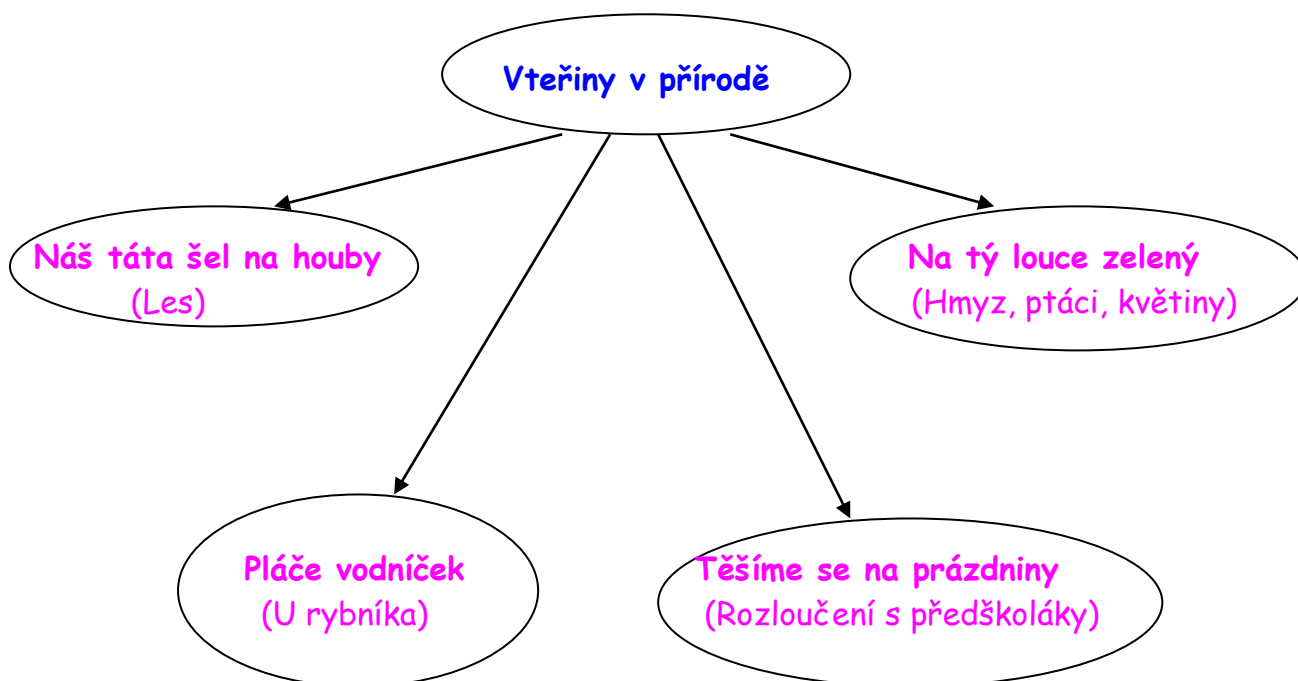 Vteřiny v přírodě
Náš táta šel na houby
(Les)
Na tý louce zelený
(Hmyz, ptáci, květiny)
Pláče vodníček
(U rybníka)
Těšíme se na prázdniny
(Rozloučení s předškoláky)